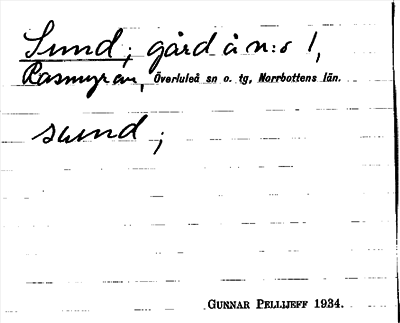 Sund; gård å n:o 1,
Rasmyran, Överluleå sn o. tg, Norrbottens län.
sund;
GUNNAR PELLIJEFF 1934.